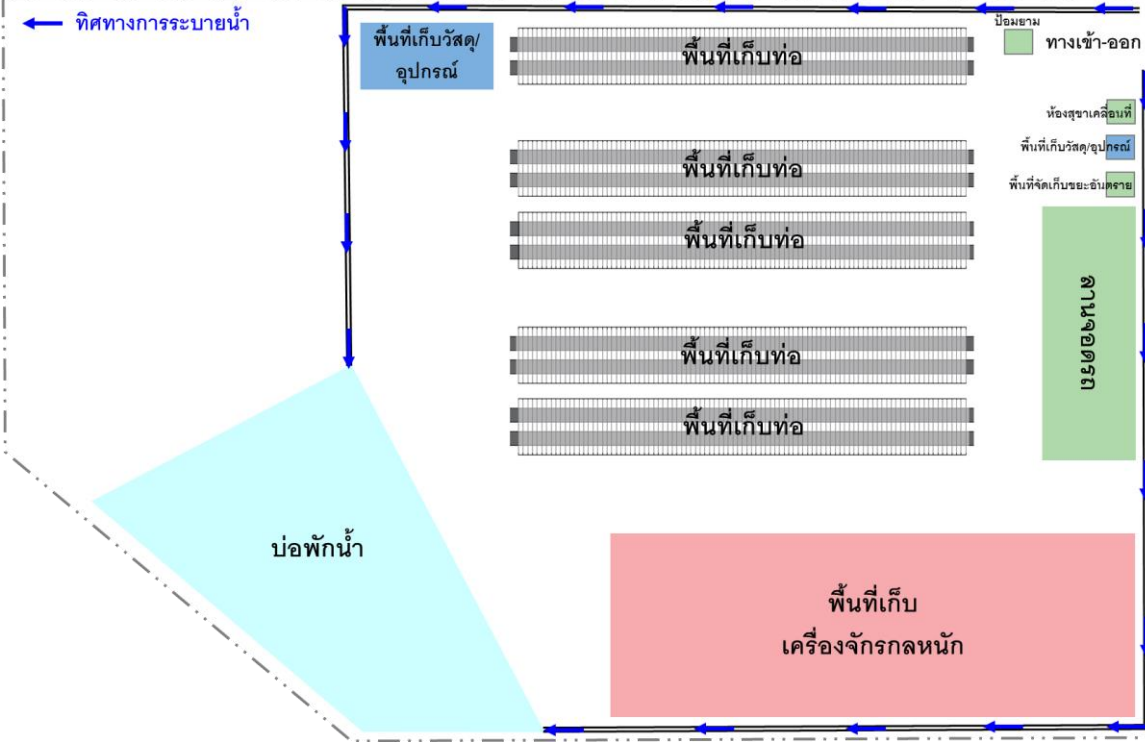 ทิศทางการระบายน้ำ
พื้นที่เก็บวัสดุ/
อุปกรณ์
พื้นที่เก็บท่อ
ป้อมยาม
ทางเข้า-ออก
ห้องสุขาเคลื่อนที่
พื้นที่เก็บวัสดุ/อุปกรณ์
พื้นที่จัดเก็บขยะอันตราย
พื้นที่เก็บท่อ
พื้นที่เก็บท่อ
ลานจอดรถ
พื้นที่เก็บท่อ
พื้นที่เก็บท่อ
บ่อพักน้ำ
พื้นที่เก็บ
เครื่องจักรกลหนัก